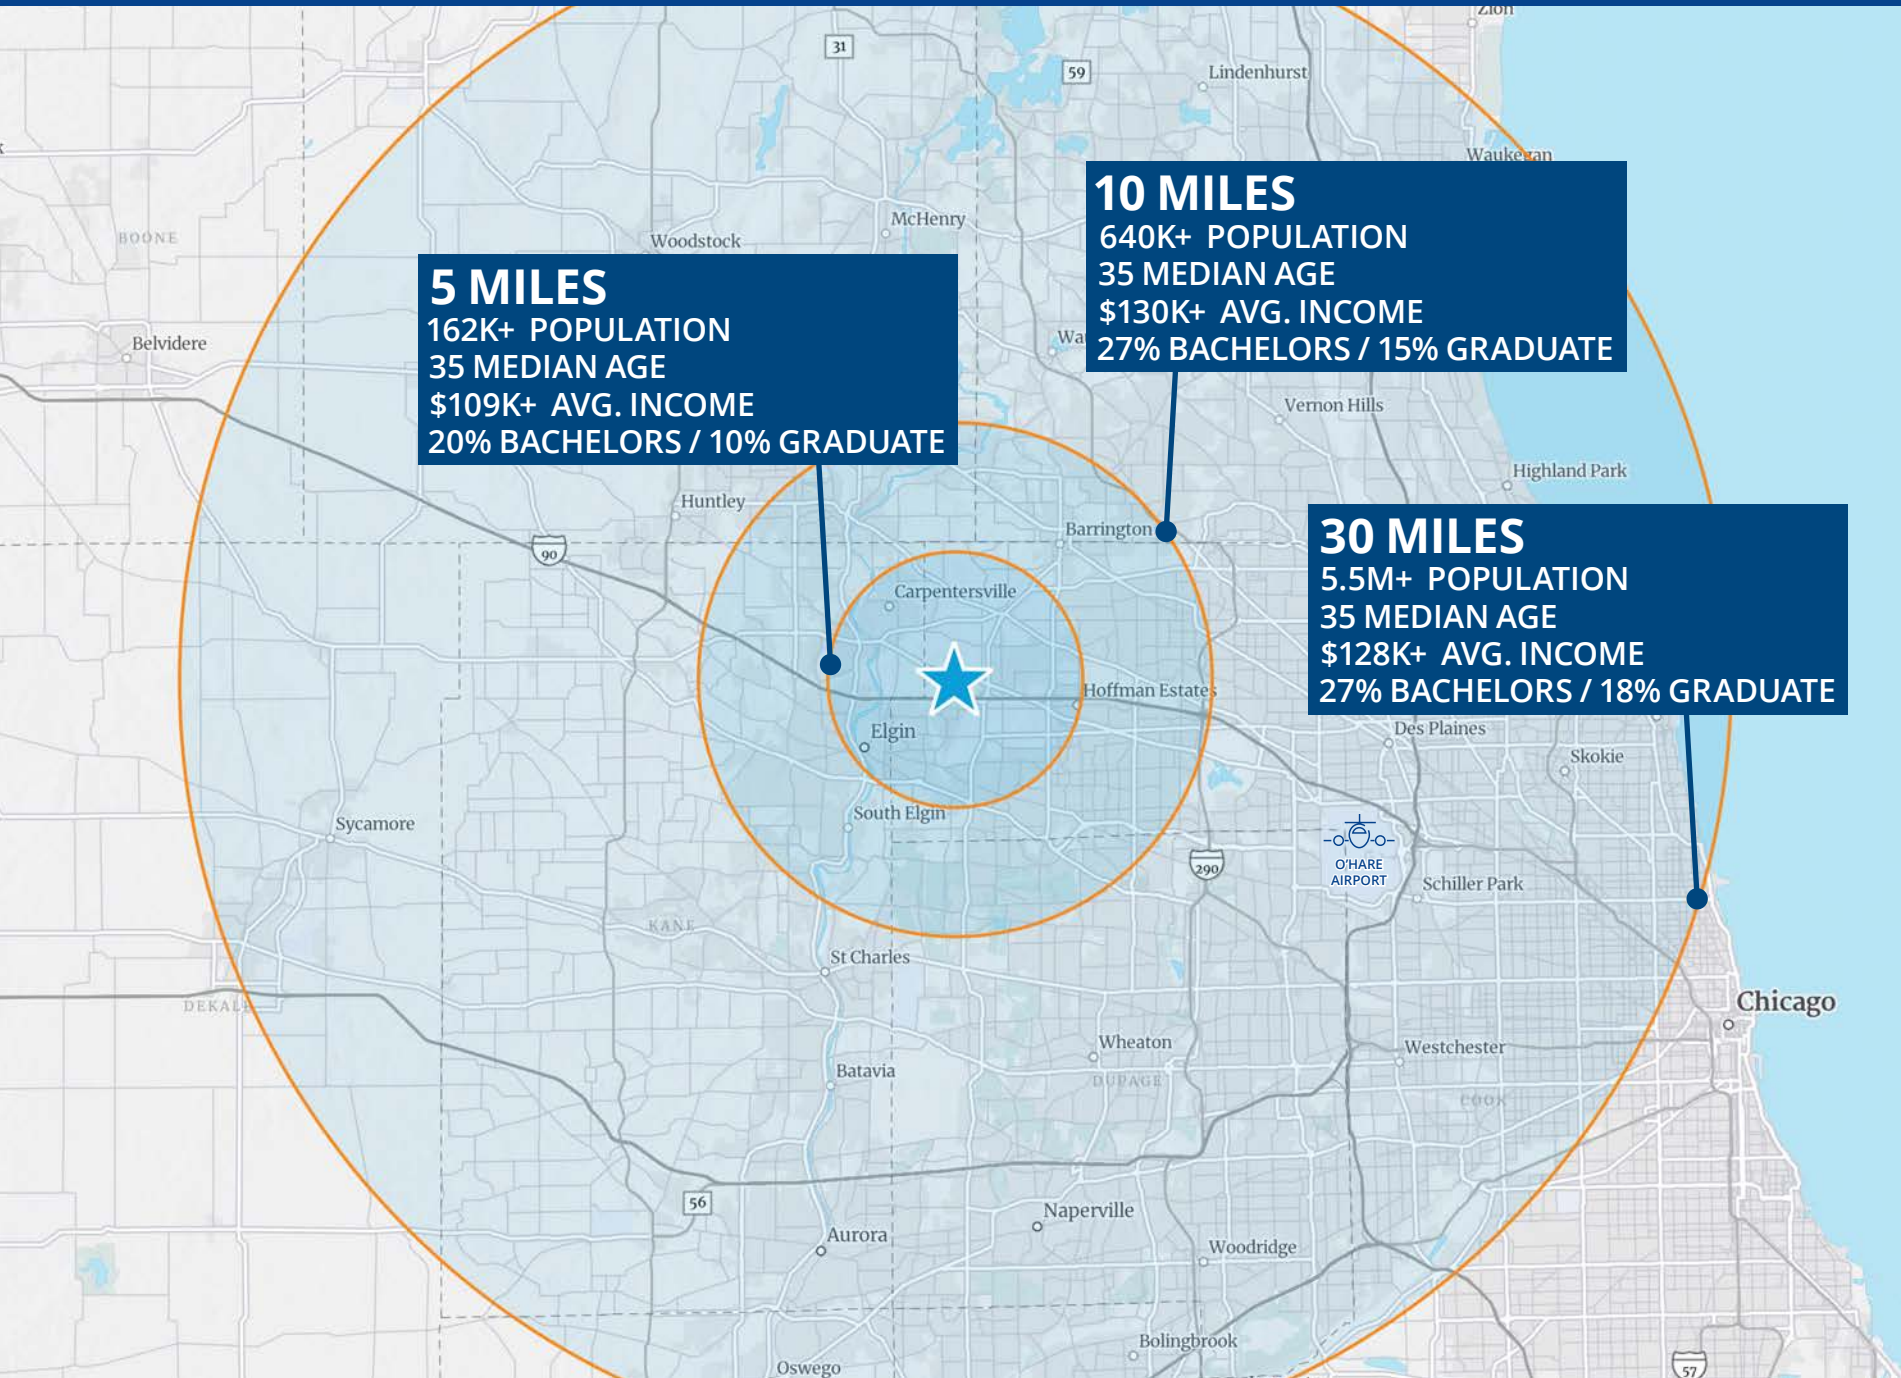 Zion
31
59
Lindenhurst
Waukegan
10 MILES
640K+ POPULATION
35 MEDIAN AGE
$130K+ AVG. INCOME
27% BACHELORS / 15% GRADUATE
McHenry
BOONE
Woodstock
5 MILES
162K+ POPULATION
35 MEDIAN AGE
$109K+ AVG. INCOME
20% BACHELORS / 10% GRADUATE
Belvidere
Wau
Vernon Hills
Highland Park
Huntley
Barrington
90
30 MILES
5.5M+ POPULATION
35 MEDIAN AGE
$128K+ AVG. INCOME
27% BACHELORS / 18% GRADUATE
Carpentersville
Hoffman Estates
Elgin
Des Plaines
Skokie
South Elgin
Sycamore
O'HARE
AIRPORT
290
Schiller Park
KANE
St Charles
DEKALB
Chicago
Wheaton
Westchester
Batavia
DUPAGE
COOK
56
Naperville
Aurora
Woodridge
Bolingbrook
Oswego
57